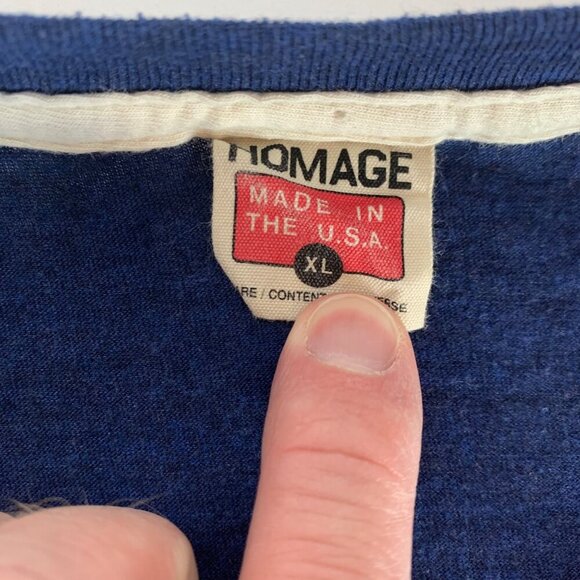 HOMAGE
MADE IN
THE U.S.A.
XL
/ CONTENT